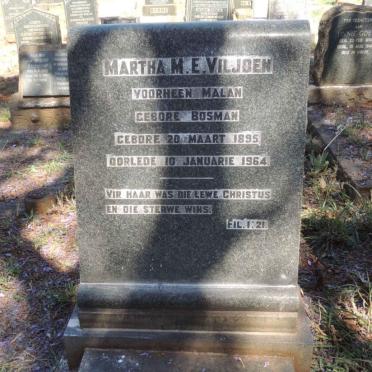 MARTHA M.E. VILJOEN
VOORHEEN MALAN
GEBORE BOSMAN
GEBORE 20 MAART 1895
OORLEDE 10 JANUARIE 1964
VIR HAAR WAS DIE LEWE CHRISTUS
EN DIE STERWE WINS.
FIL. 1.21.